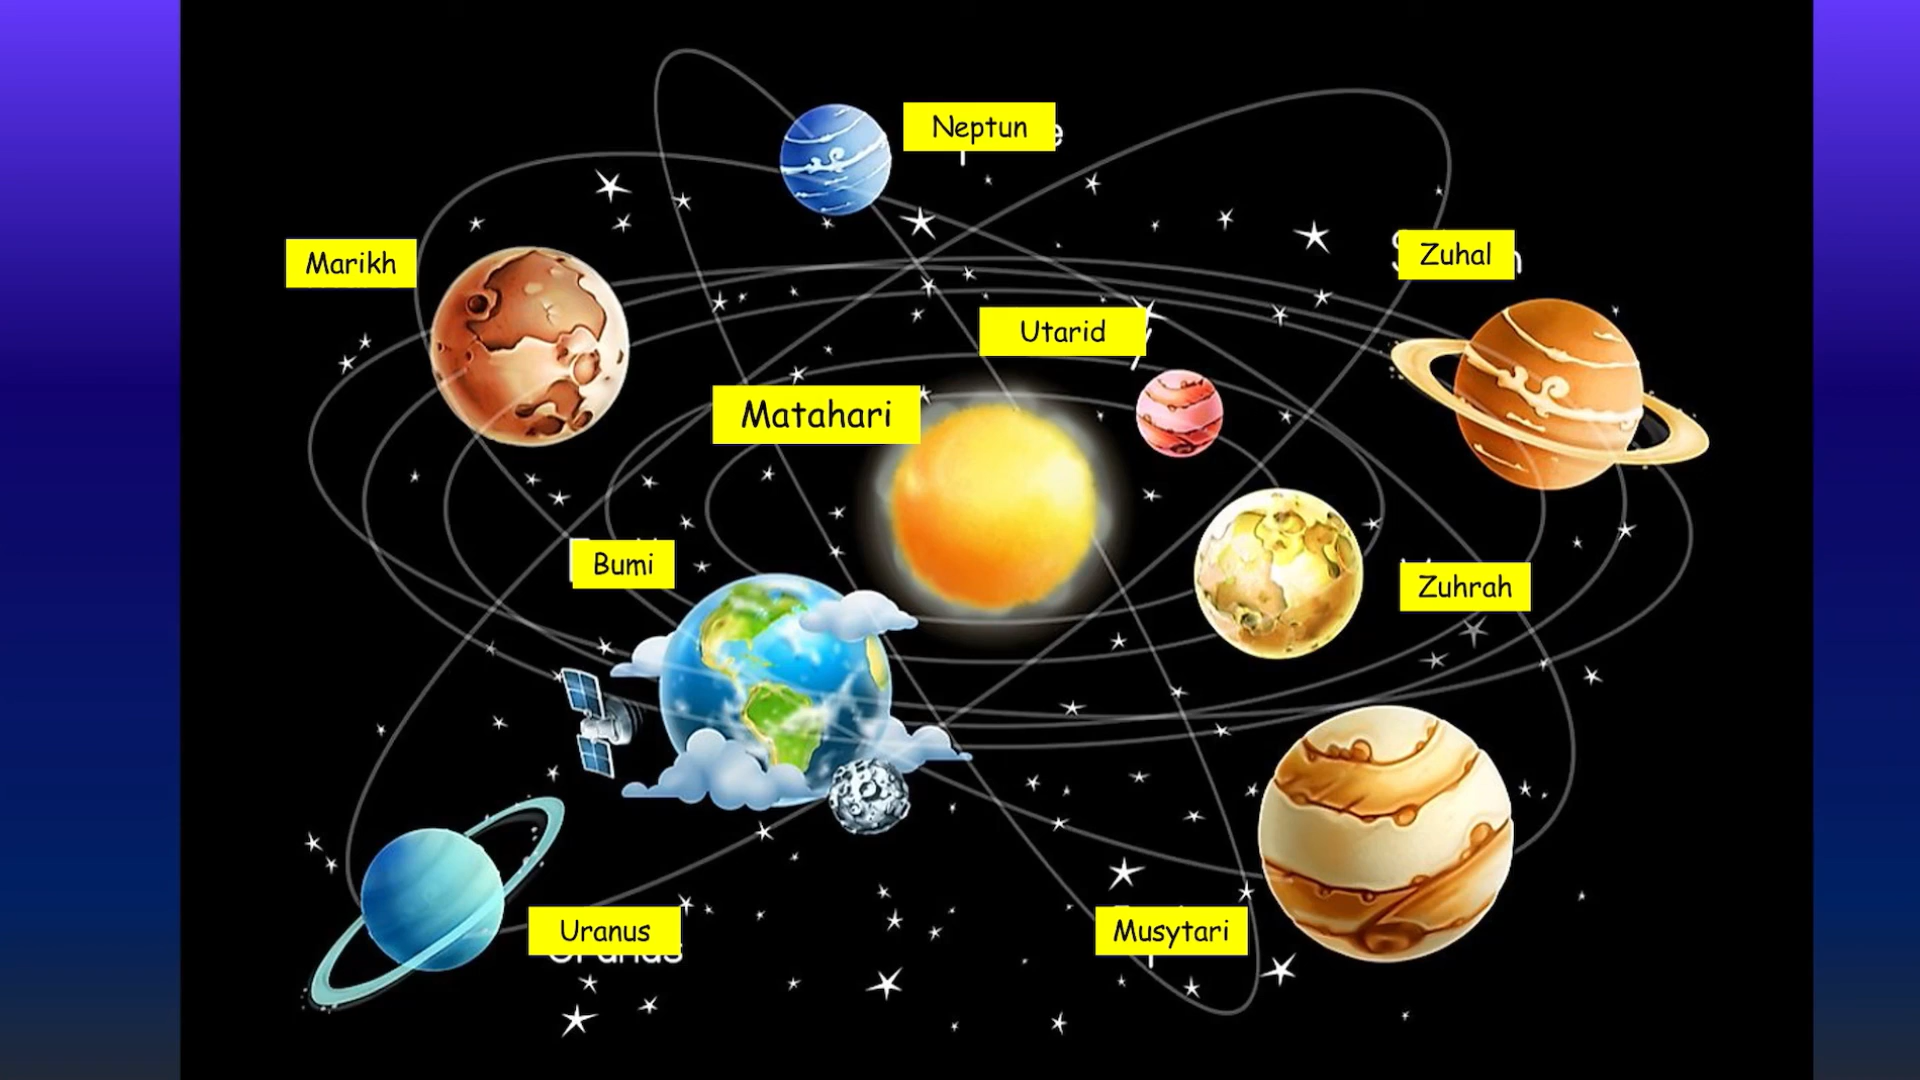 Neptun
Marikh
Zuhal
Utarid
Matahari
Bumi
Zuhrah
Uranus
Musytari